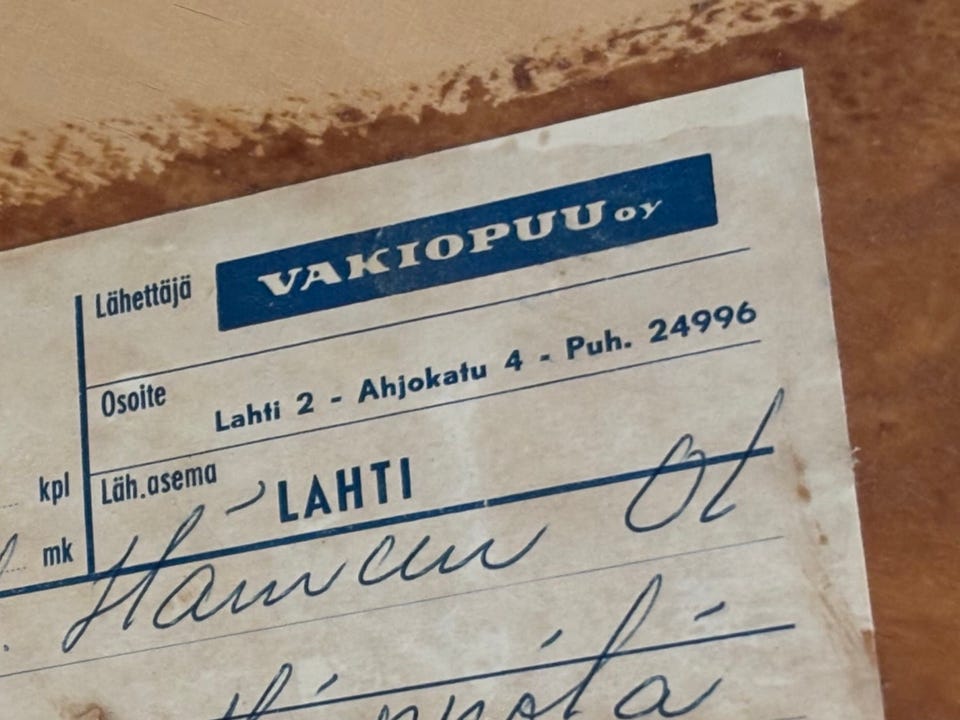 Lähettäjä VAKIOPUU OY
Osoite Lahti 2 - Ahjokatu 4 - Puh. 24996
kpl Läh.asema LAHTI
mk